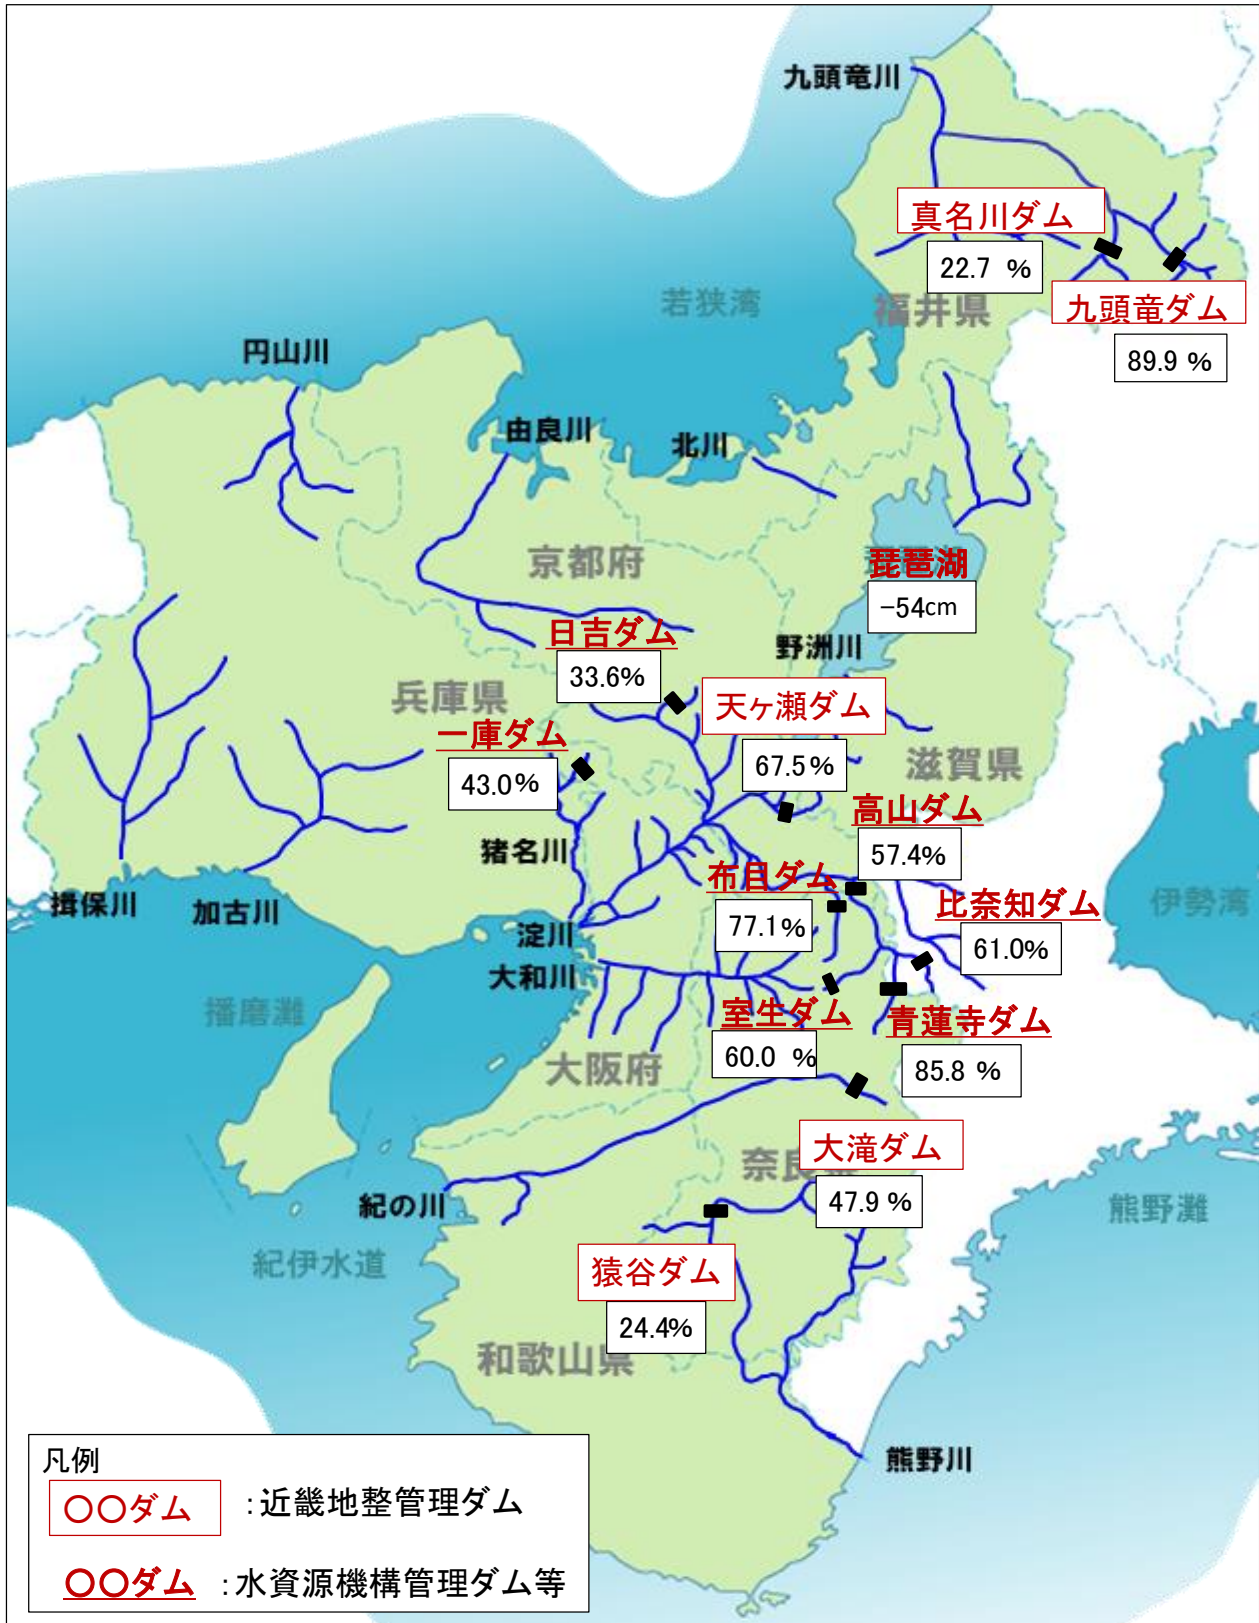 九頭竜川
真名川ダム
22.7 %
九頭竜ダム
89.9 %
若狭湾
福井県
円山川
由良川
北川
京都府
琵琶湖
-54cm
日吉ダム
33.6%
野洲川
兵庫県
天ヶ瀬ダム
67.5%
一庫ダム
43.0%
滋賀県
高山ダム
57.4%
猪名川
布目ダム
77.1%
比奈知ダム
61.0%
揖保川
加古川
淀川
大和川
伊勢湾
播磨灘
室生ダム
60.0 %
青蓮寺ダム
85.8 %
大阪府
大滝ダム
47.9 %
奈良県
紀の川
熊野灘
紀伊水道
猿谷ダム
24.4%
和歌山県
熊野川
凡例
〇〇ダム :近畿地整管理ダム
〇〇ダム :水資源機構管理ダム等